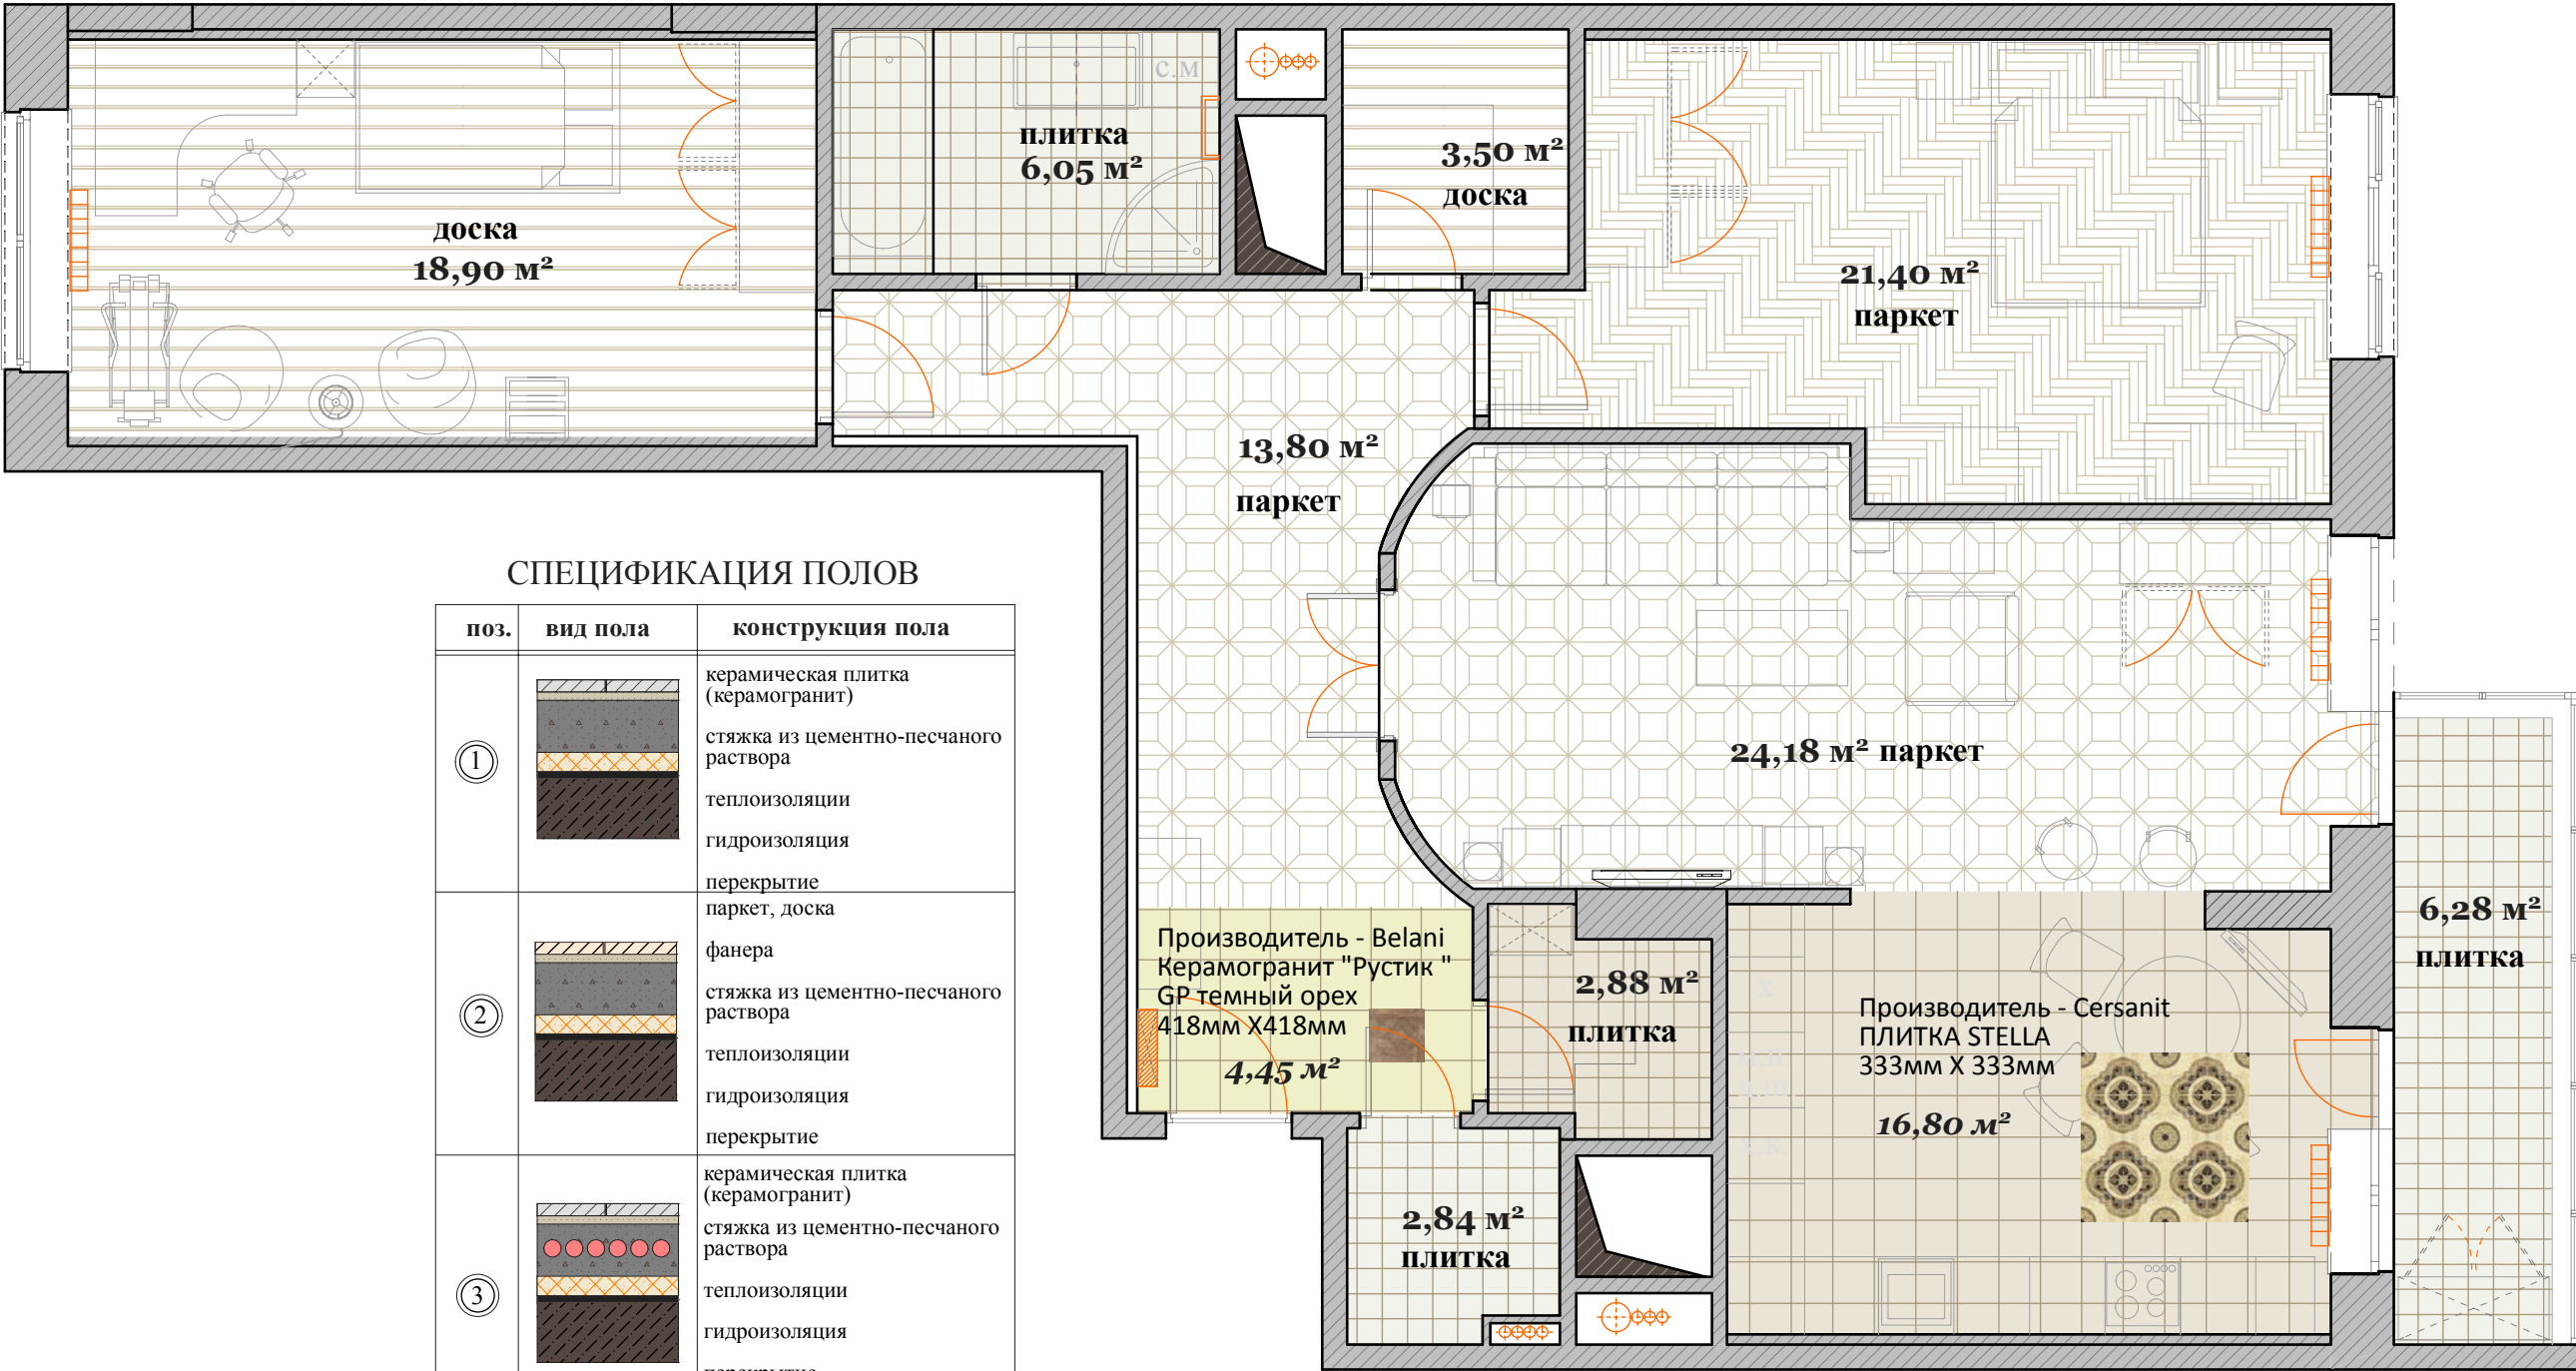 с.м
плитка
6,05 м²
3,50 м²
доска
доска
18,90 м²
21,40 м²
паркет
13,80 м²
паркет
СПЕЦИФИКАЦИЯ ПОЛОВ
поз. вид пола конструкция пола
1
керамическая плитка
(керамогранит)
стяжка из цементно-песчаного
раствора
теплоизоляции
гидроизоляция
перекрытие
2
паркет, доска
фанера
стяжка из цементно-песчаного
раствора
теплоизоляции
гидроизоляция
перекрытие
3
керамическая плитка
(керамогранит)
стяжка из цементно-песчаного
раствора
теплоизоляции
гидроизоляция
24,18 м² паркет
Производитель - Belani
Керамогранит "Рустик "
GP темный орех
418мм X418мм
4,45 м²
2,88 м²
плитка
2,84 м²
плитка
Производитель - Cersanit
ПЛИТКА STELLA
333мм X 333мм
16,80 м²
6,28 м²
плитка